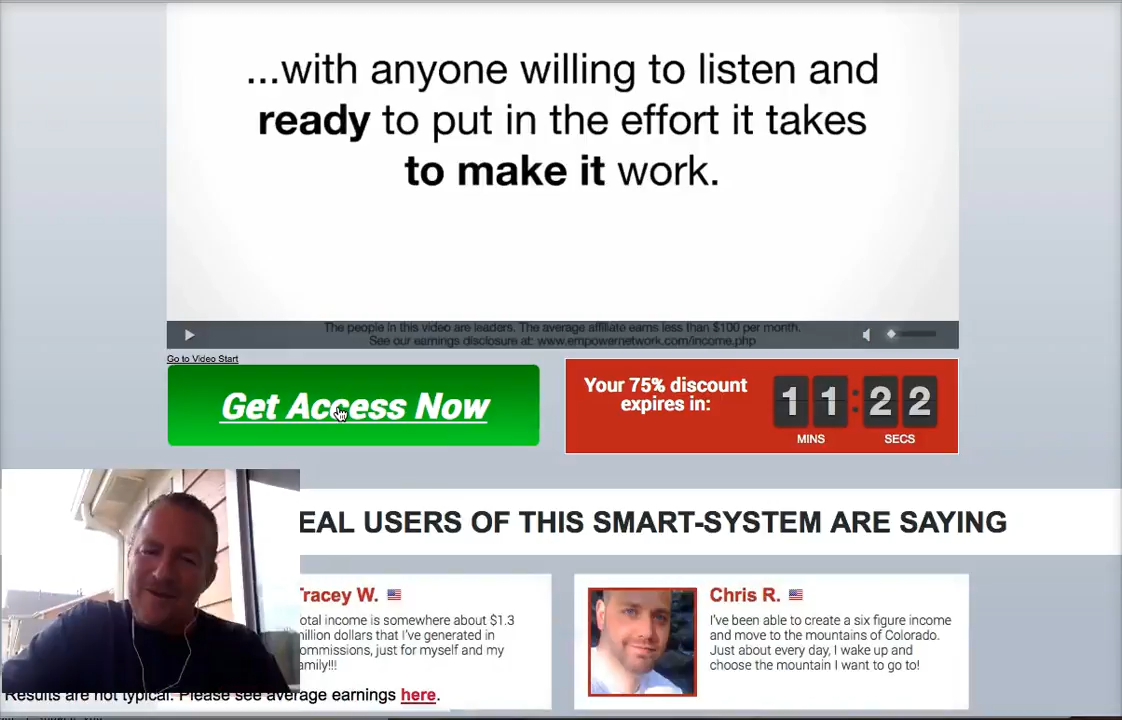 ...with anyone willing to listen and
ready to put in the effort it takes
to make it work.
The people in this video are leaders. The average affiliate earns less than $100 per month.
See our earnings disclosure at: www.empowernetwork.com/income.php
Go to Video Start
Get Access Now
Your 75% discount
expires in:
11:22
MINS SECS
EAL USERS OF THIS SMART-SYSTEM ARE SAYING
Tracey W.
otal income is somewhere about $1.3
illion dollars that I've generated in
ommissions, just for myself and my
amily!!!
Chris R.
I've been able to create a six figure income
and move to the mountains of Colorado.
Just about every day, I wake up and
choose the mountain I want to go to!
Results are not typical. Please see average earnings here.